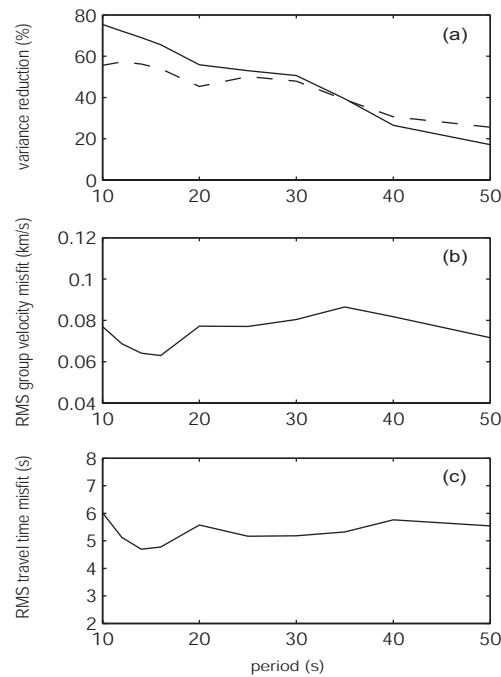 variance reduction (%)
80
60
40
20
0
(a)
10 20 30 40 50
RMS group velocity misfit (km/s)
0.12
0.1
0.08
0.06
0.04
(b)
10 20 30 40 50
RMS travel time misfit (s)
8
7
6
5
4
3
2
(c)
10 20 30 40 50
period (s)